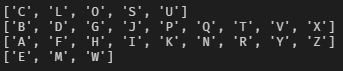 ['C', 'L', 'O', 'S', 'U']
['B', 'D', 'G', 'J', 'P', 'Q', 'T', 'V', 'X']
['A', 'F', 'H', 'I', 'K', 'N', 'R', 'Y', 'Z']
['E', 'M', 'W']